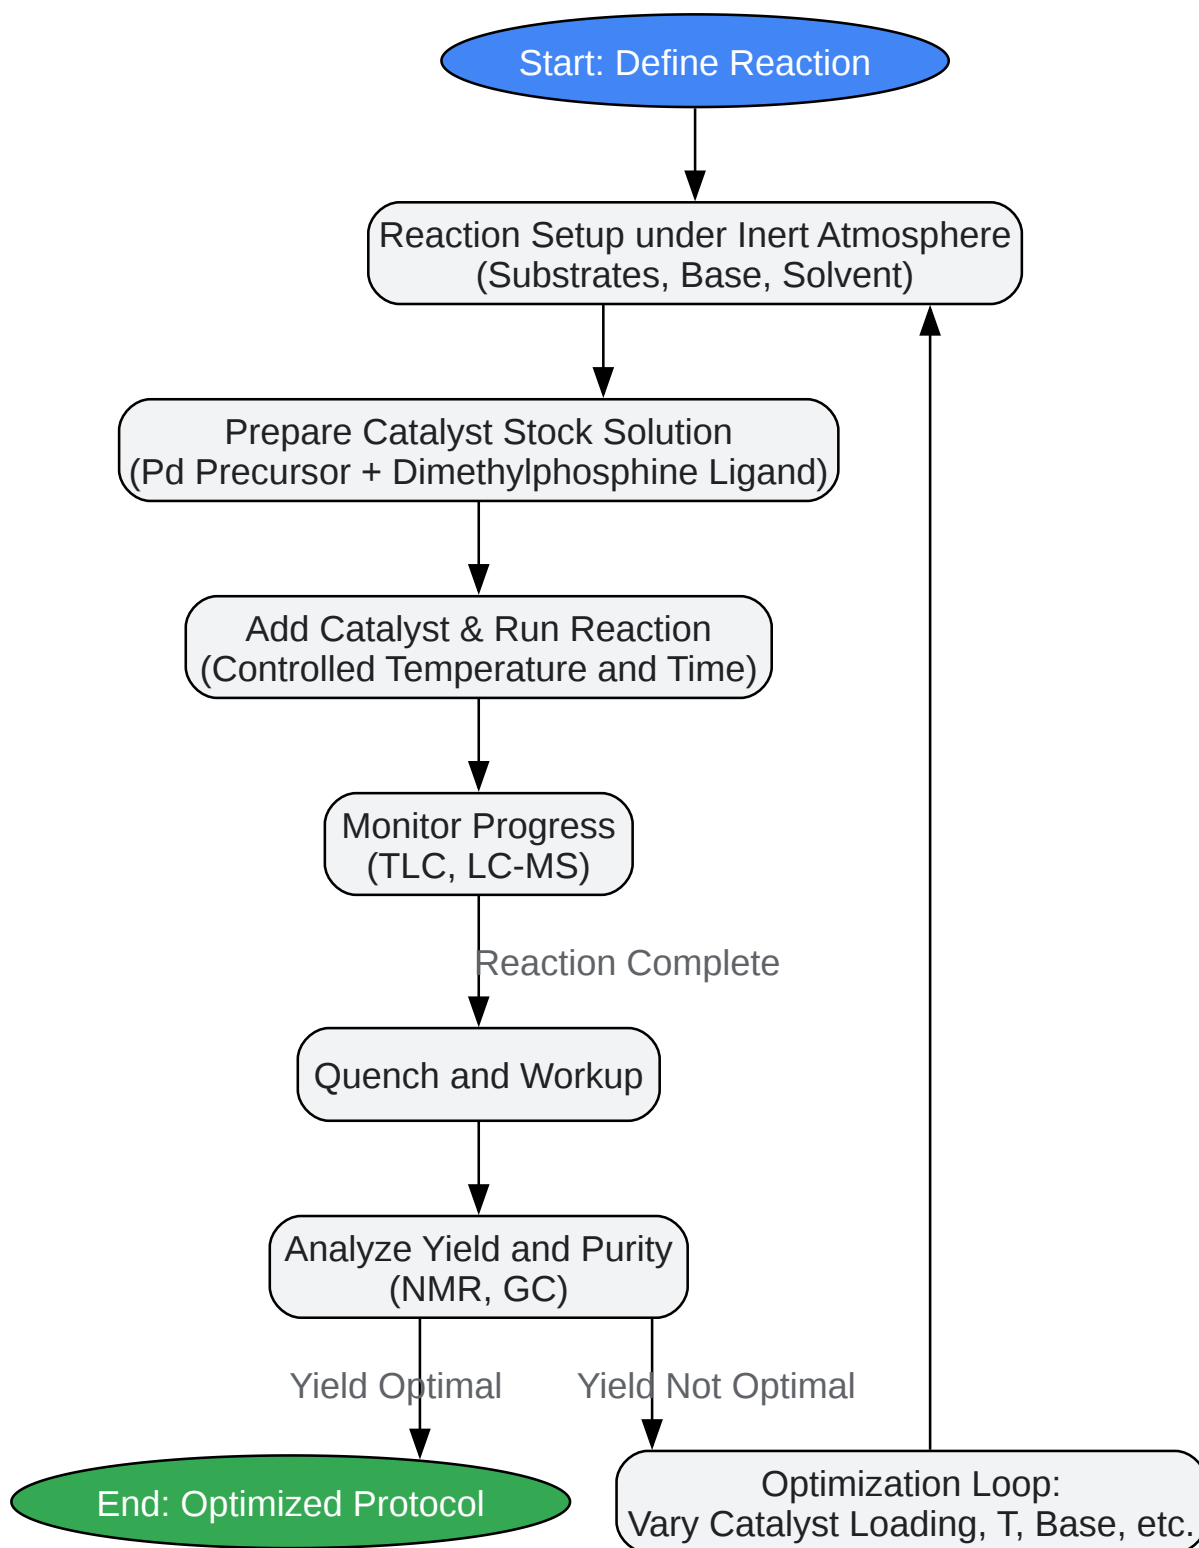 Start: Define Reaction
Reaction Setup under Inert Atmosphere
(Substrates, Base, Solvent)
Prepare Catalyst Stock Solution
(Pd Precursor + Dimethylphosphine Ligand)
Add Catalyst & Run Reaction
(Controlled Temperature and Time)
Monitor Progress
(TLC, LC-MS)
Reaction Complete
Quench and Workup
Analyze Yield and Purity
(NMR, GC)
Yield Optimal
Yield Not Optimal
End: Optimized Protocol
Optimization Loop:
Vary Catalyst Loading, T, Base, etc.